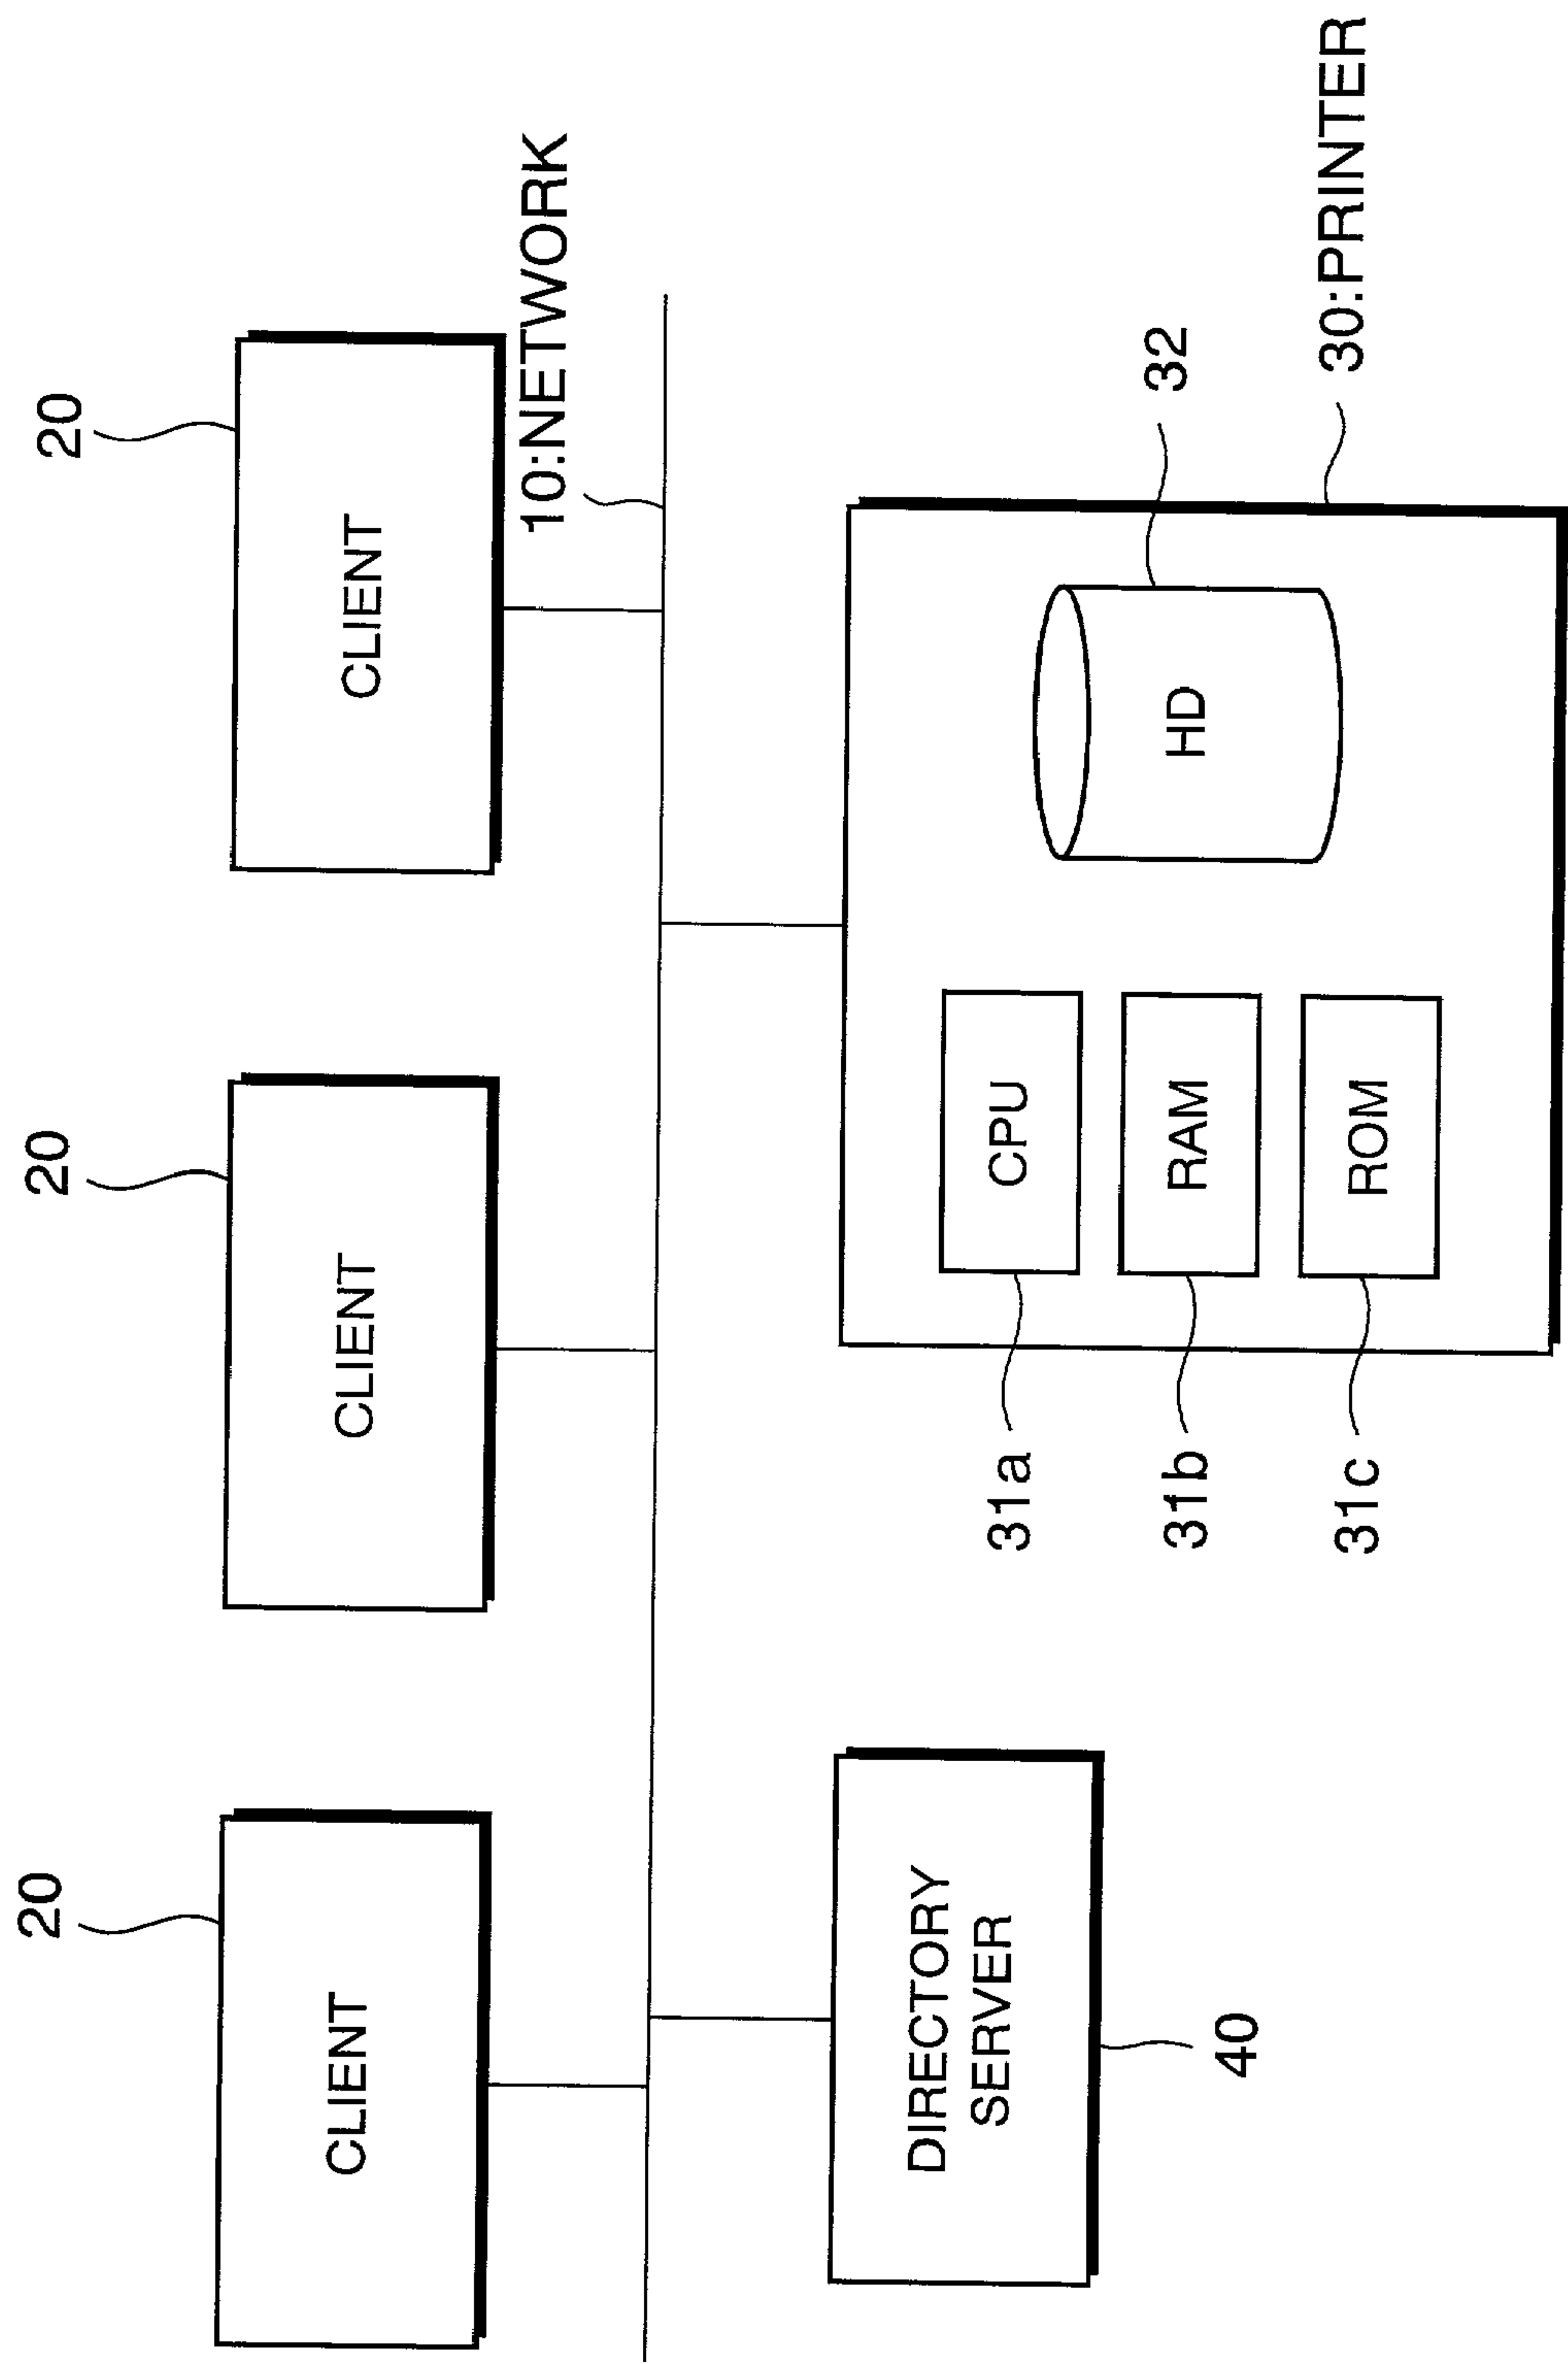 20
20
20
CLIENT
CLIENT
CLIENT
10:NETWORK
DIRECTORY
SERVER
40
31a
CPU
31b
RAM
31c
ROM
HD
32
30:PRINTER